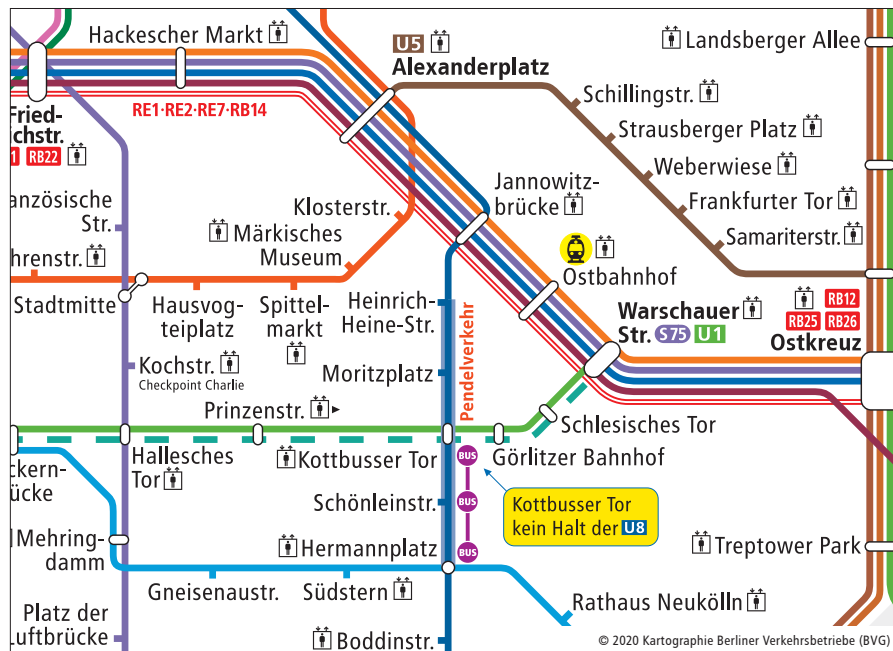 Hackescher Markt
U5
Alexanderplatz
Landsberger Allee
RE1·RE2·RE7·RB14
Fried-
ichstr.
1 RB22
Schillingstr.
Strausberger Platz
Weberwiese
Frankfurter Tor
Samariterstr.
Jannowitz-
brücke
Ostbahnhof
anzösische
Str.
Klosterstr.
Märkisches
Museum
hrenstr.
Stadtmitte
Hausvog-
teiplatz
Spittel-
markt
Heinrich-
Heine-Str.
Pendelverkehr
Warschauer
Str. S75 U1
RB12
RB25 RB26
Ostkreuz
Kochstr.
Checkpoint Charlie
Moritzplatz
Prinzenstr.
Schlesisches Tor
Hallesches
Tor
Kottbusser Tor
Görlitzer Bahnhof
ckern-
ücke
BUS
Schönleinstr.
BUS
Kottbusser Tor
kein Halt der U8
Mehring-
damm
Hermannplatz
BUS
Treptower Park
Gneisenaustr.
Südstern
Rathaus Neukölln
Platz der
Luftbrücke
Boddinstr.
© 2020 Kartographie Berliner Verkehrsbetriebe (BVG)